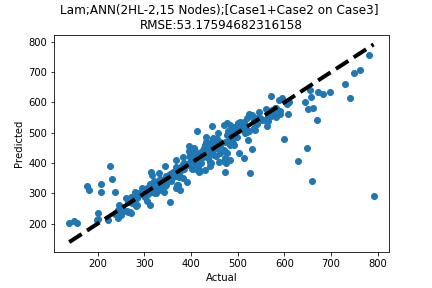 Lam;ANN(2HL-2,15 Nodes);[Case1+Case2 on Case3]
RMSE:53.17594682316158
800
700
600
500
400
300
200
Predicted
200 300 400 500 600 700 800
Actual